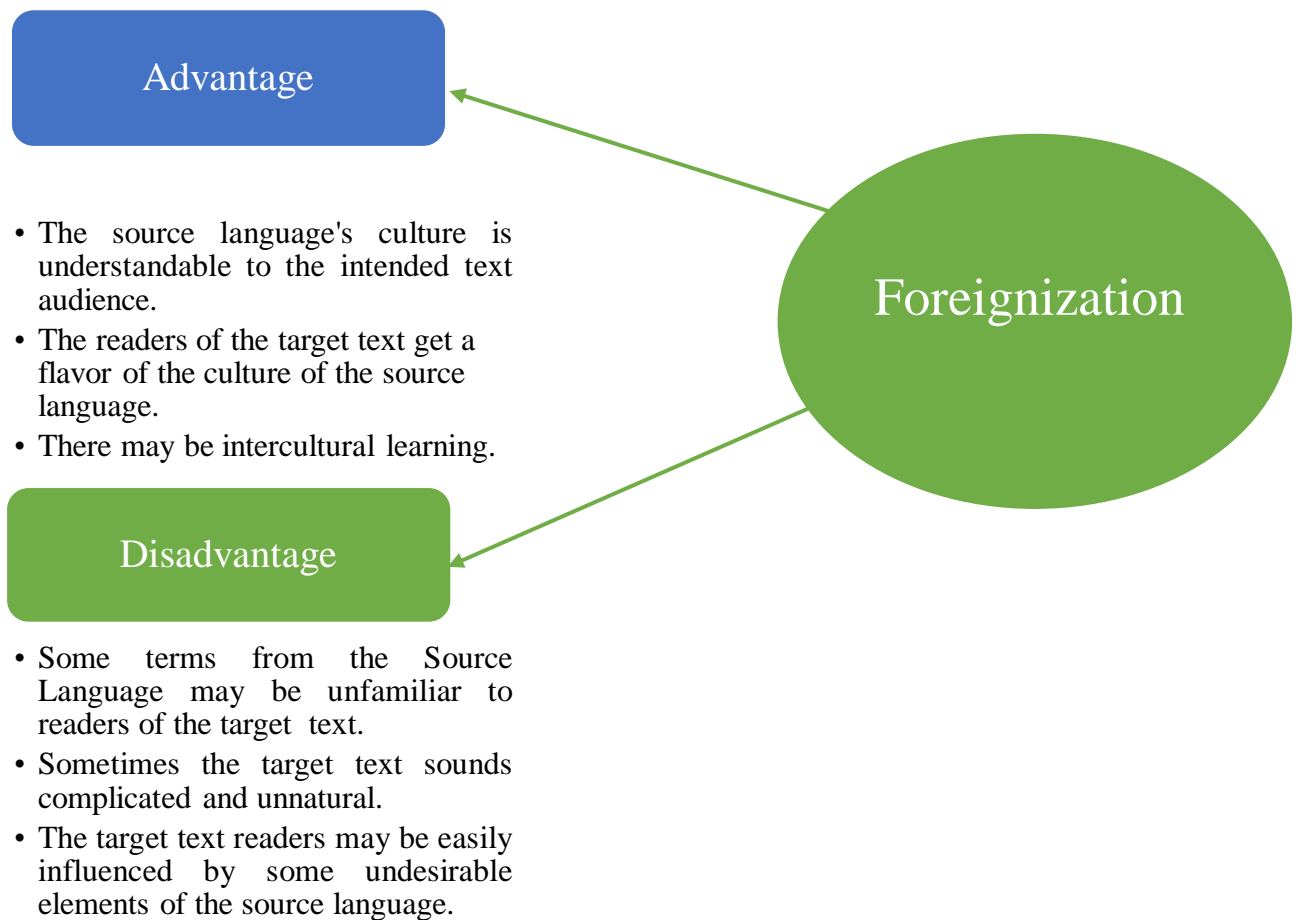 Advantage
Foreignization
• The source language's culture is
understandable to the intended text
audience.
• The readers of the target text get a
flavor of the culture of the source
language.
• There may be intercultural learning.
Disadvantage
• Some terms from the Source
Language may be unfamiliar to
readers of the target text.
• Sometimes the target text sounds
complicated and unnatural.
• The target text readers may be easily
influenced by some undesirable
elements of the source language.